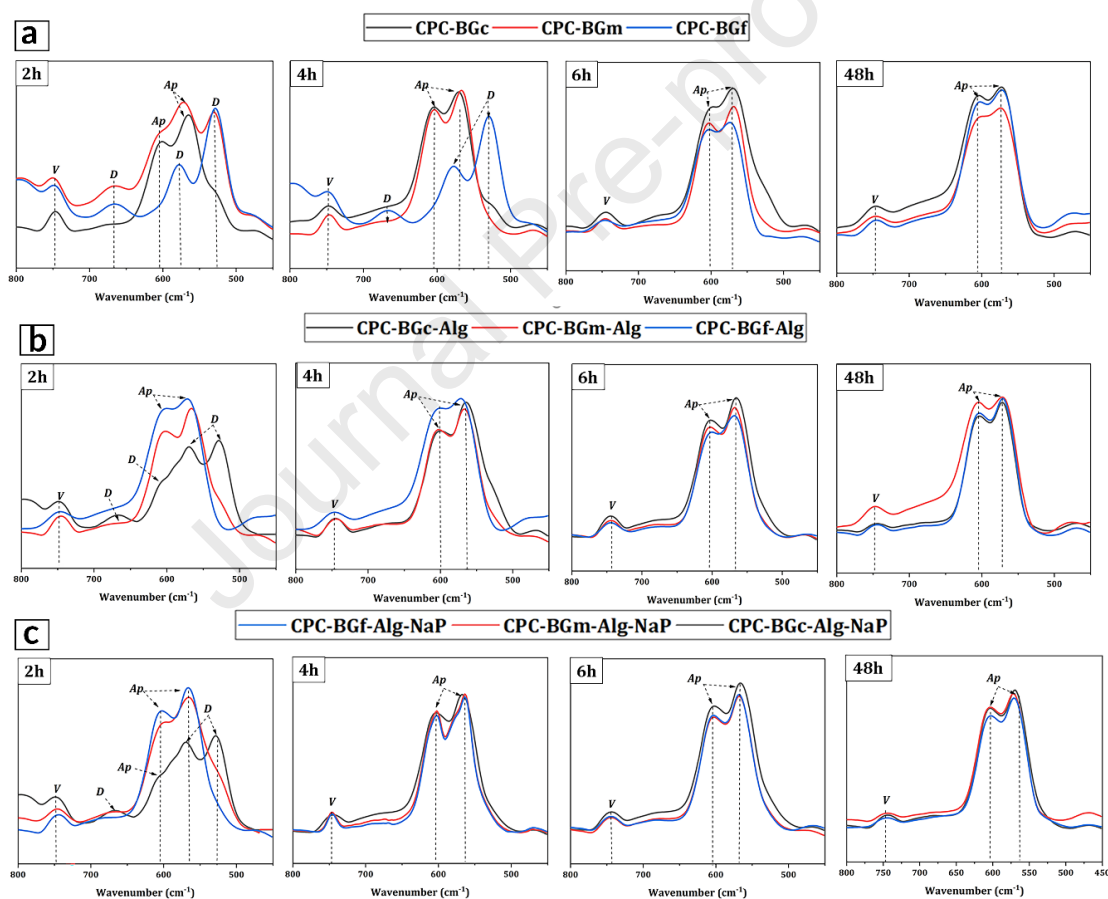 a
CPC-BGc CPC-BGm CPC-BGf
2h
V D Ap Ap D D
800 700 600 500
Wavenumber (cm⁻¹)
4h
V D Ap D
800 700 600 500
Wavenumber (cm⁻¹)
6h
V Ap
800 700 600 500
Wavenumber (cm⁻¹)
48h
V Ap
800 700 600 500
Wavenumber (cm⁻¹)
b
CPC-BGc-Alg CPC-BGm-Alg CPC-BGf-Alg
2h
V D D Ap D
800 700 600 500
Wavenumber (cm⁻¹)
4h
V Ap
800 700 600 500
Wavenumber (cm⁻¹)
6h
V Ap
800 700 600 500
Wavenumber (cm⁻¹)
48h
V Ap
800 700 600 500
Wavenumber (cm⁻¹)
c
CPC-BGf-Alg-NaP CPC-BGm-Alg-NaP CPC-BGc-Alg-NaP
2h
V D Ap Ap D
800 700 600 500
Wavenumber (cm⁻¹)
4h
V Ap
800 700 600 500
Wavenumber (cm⁻¹)
6h
V Ap
800 700 600 500
Wavenumber (cm⁻¹)
48h
V Ap
800 750 700 650 600 550 500 450
Wavenumber (cm⁻¹)
Journal Pre-pro